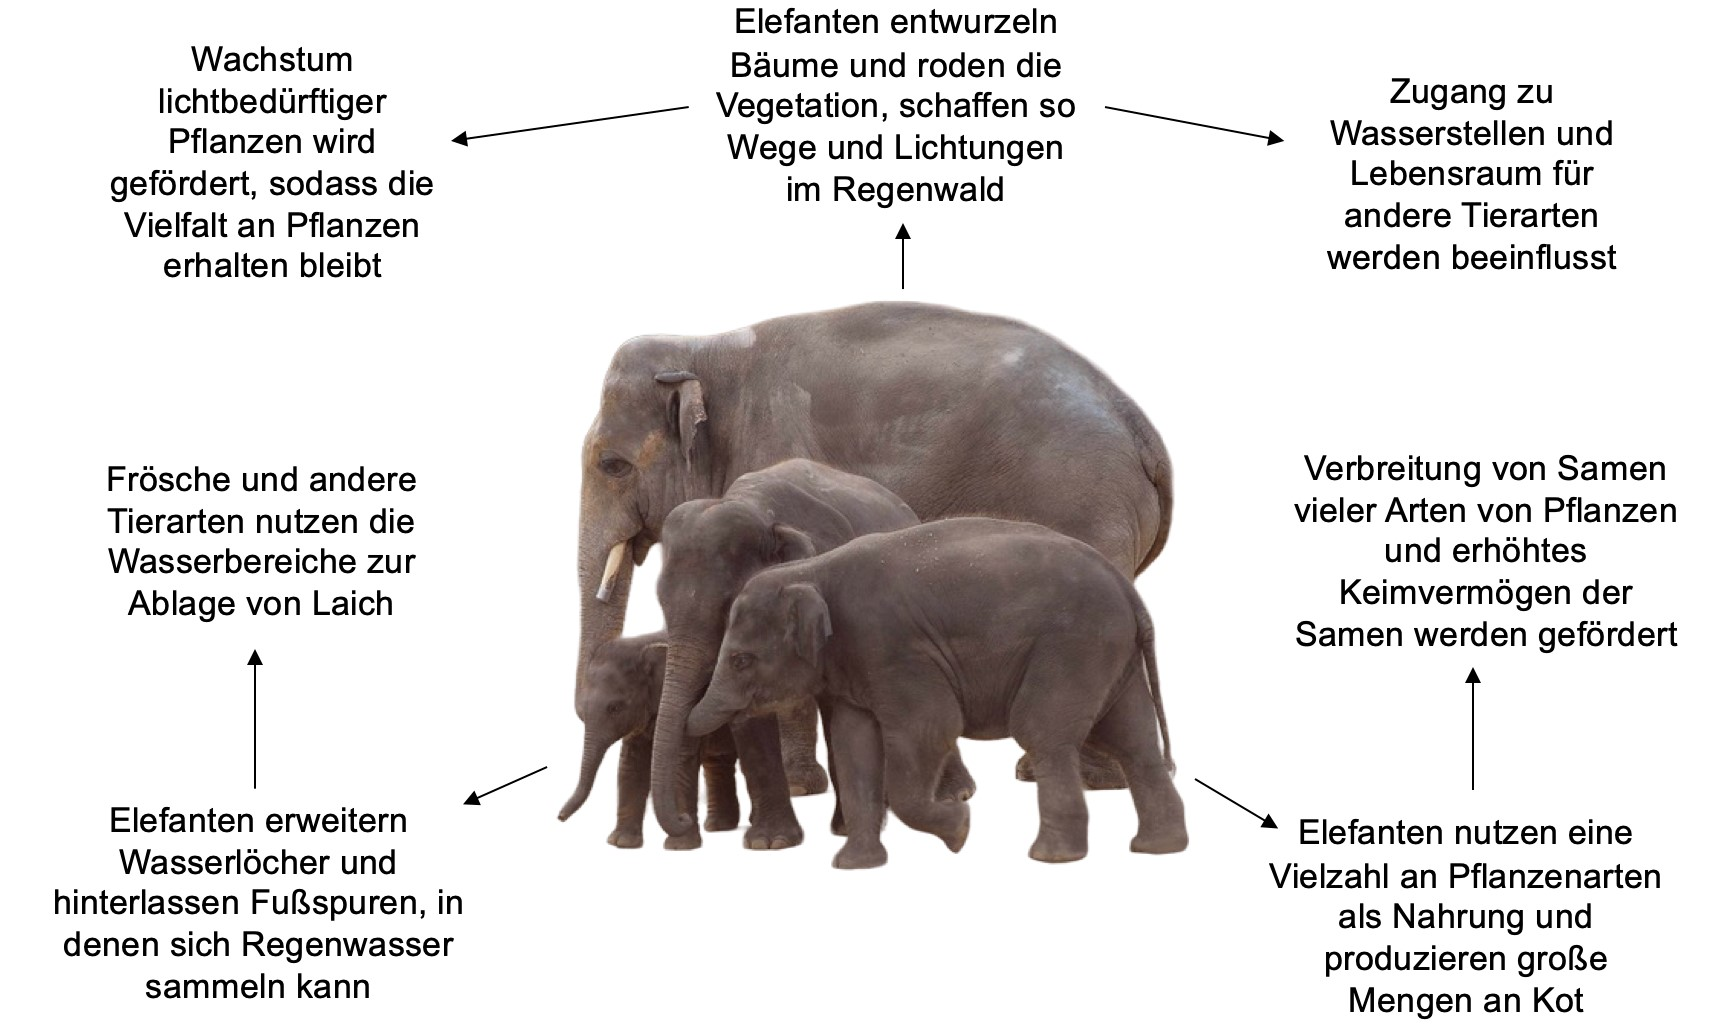 Elefanten entwurzeln
Bäume und roden die
Vegetation, schaffen so
Wege und Lichtungen
im Regenwald
Wachstum
lichtbedürftiger
Pflanzen wird
gefördert, sodass die
Vielfalt an Pflanzen
erhalten bleibt
Zugang zu
Wasserstellen und
Lebensraum für
andere Tierarten
werden beeinflusst
Frösche und andere
Tierarten nutzen die
Wasserbereiche zur
Ablage von Laich
Verbreitung von Samen
vieler Arten von Pflanzen
und erhöhtes
Keimvermögen der
Samen werden gefördert
Elefanten erweitern
Wasserlöcher und
hinterlassen Fußspuren, in
denen sich Regenwasser
sammeln kann
Elefanten nutzen eine
Vielzahl an Pflanzenarten
als Nahrung und
produzieren große
Mengen an Kot